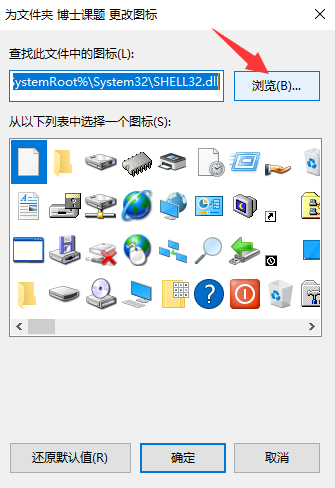 为文件夹 博士课题 更改图标
查找此文件中的图标(L):
SystemRoot%\System32\SHELL32.dll
浏览(B)...
从以下列表中选择一个图标(S):
还原默认值(R)
确定
取消